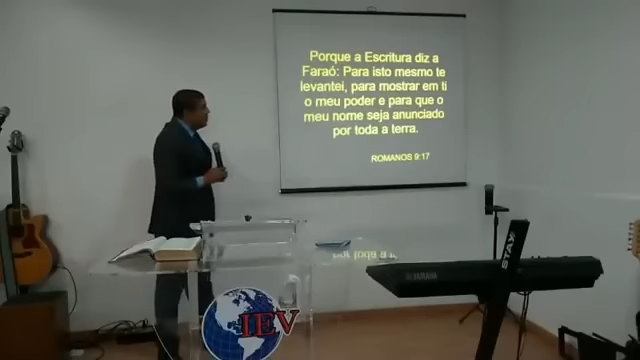 Porque a Escritura diz a
Faraó: Para isto mesmo te
levantei, para mostrar em ti
o meu poder e para que o
meu nome seja anunciado
por toda a terra.
ROMANOS 9:17
STAY
YAMAHA
IEV